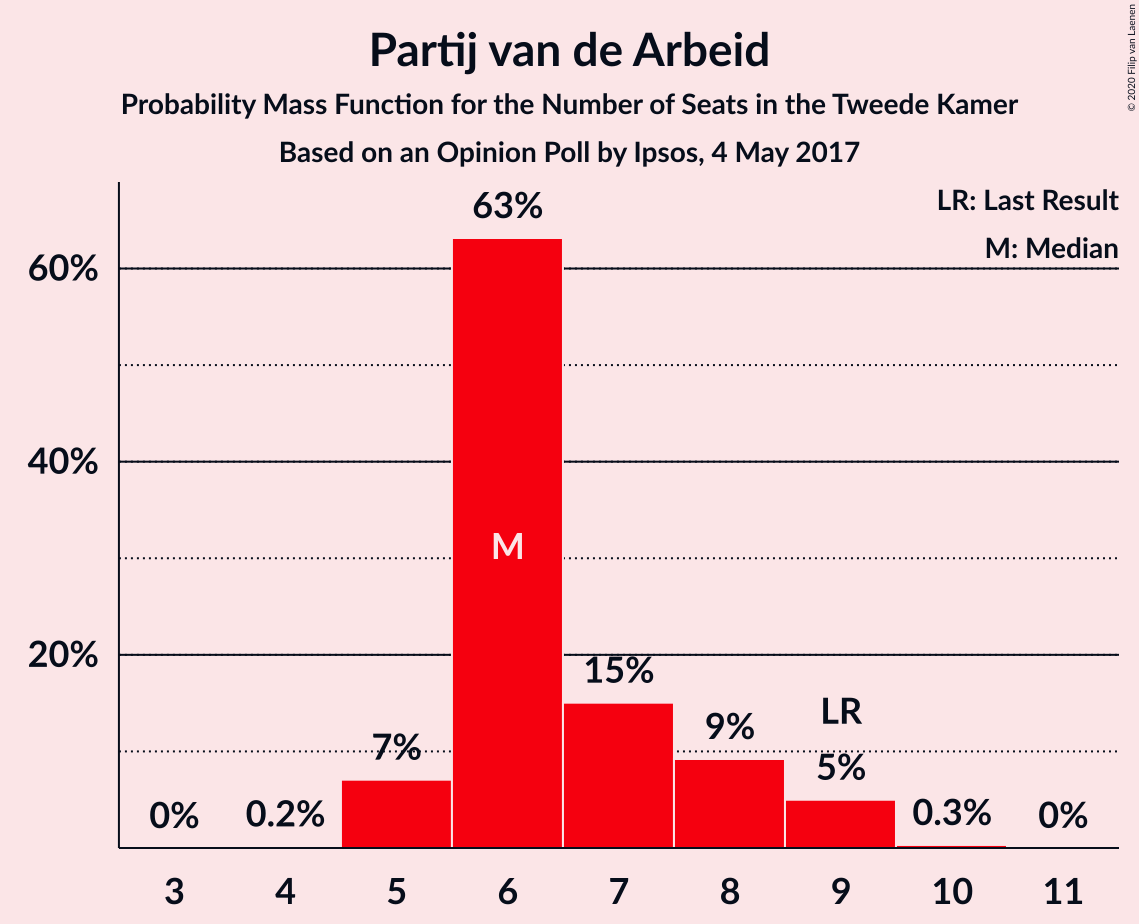 Partij van de Arbeid
Probability Mass Function for the Number of Seats in the Tweede Kamer
Based on an Opinion Poll by Ipsos, 4 May 2017
© 2020 Filip van Laenen
LR: Last Result
M: Median
60%
40%
20%
0%
0.2%
7%
63%
M
15%
9%
LR
5%
0.3%
0%
3 4 5 6 7 8 9 10 11